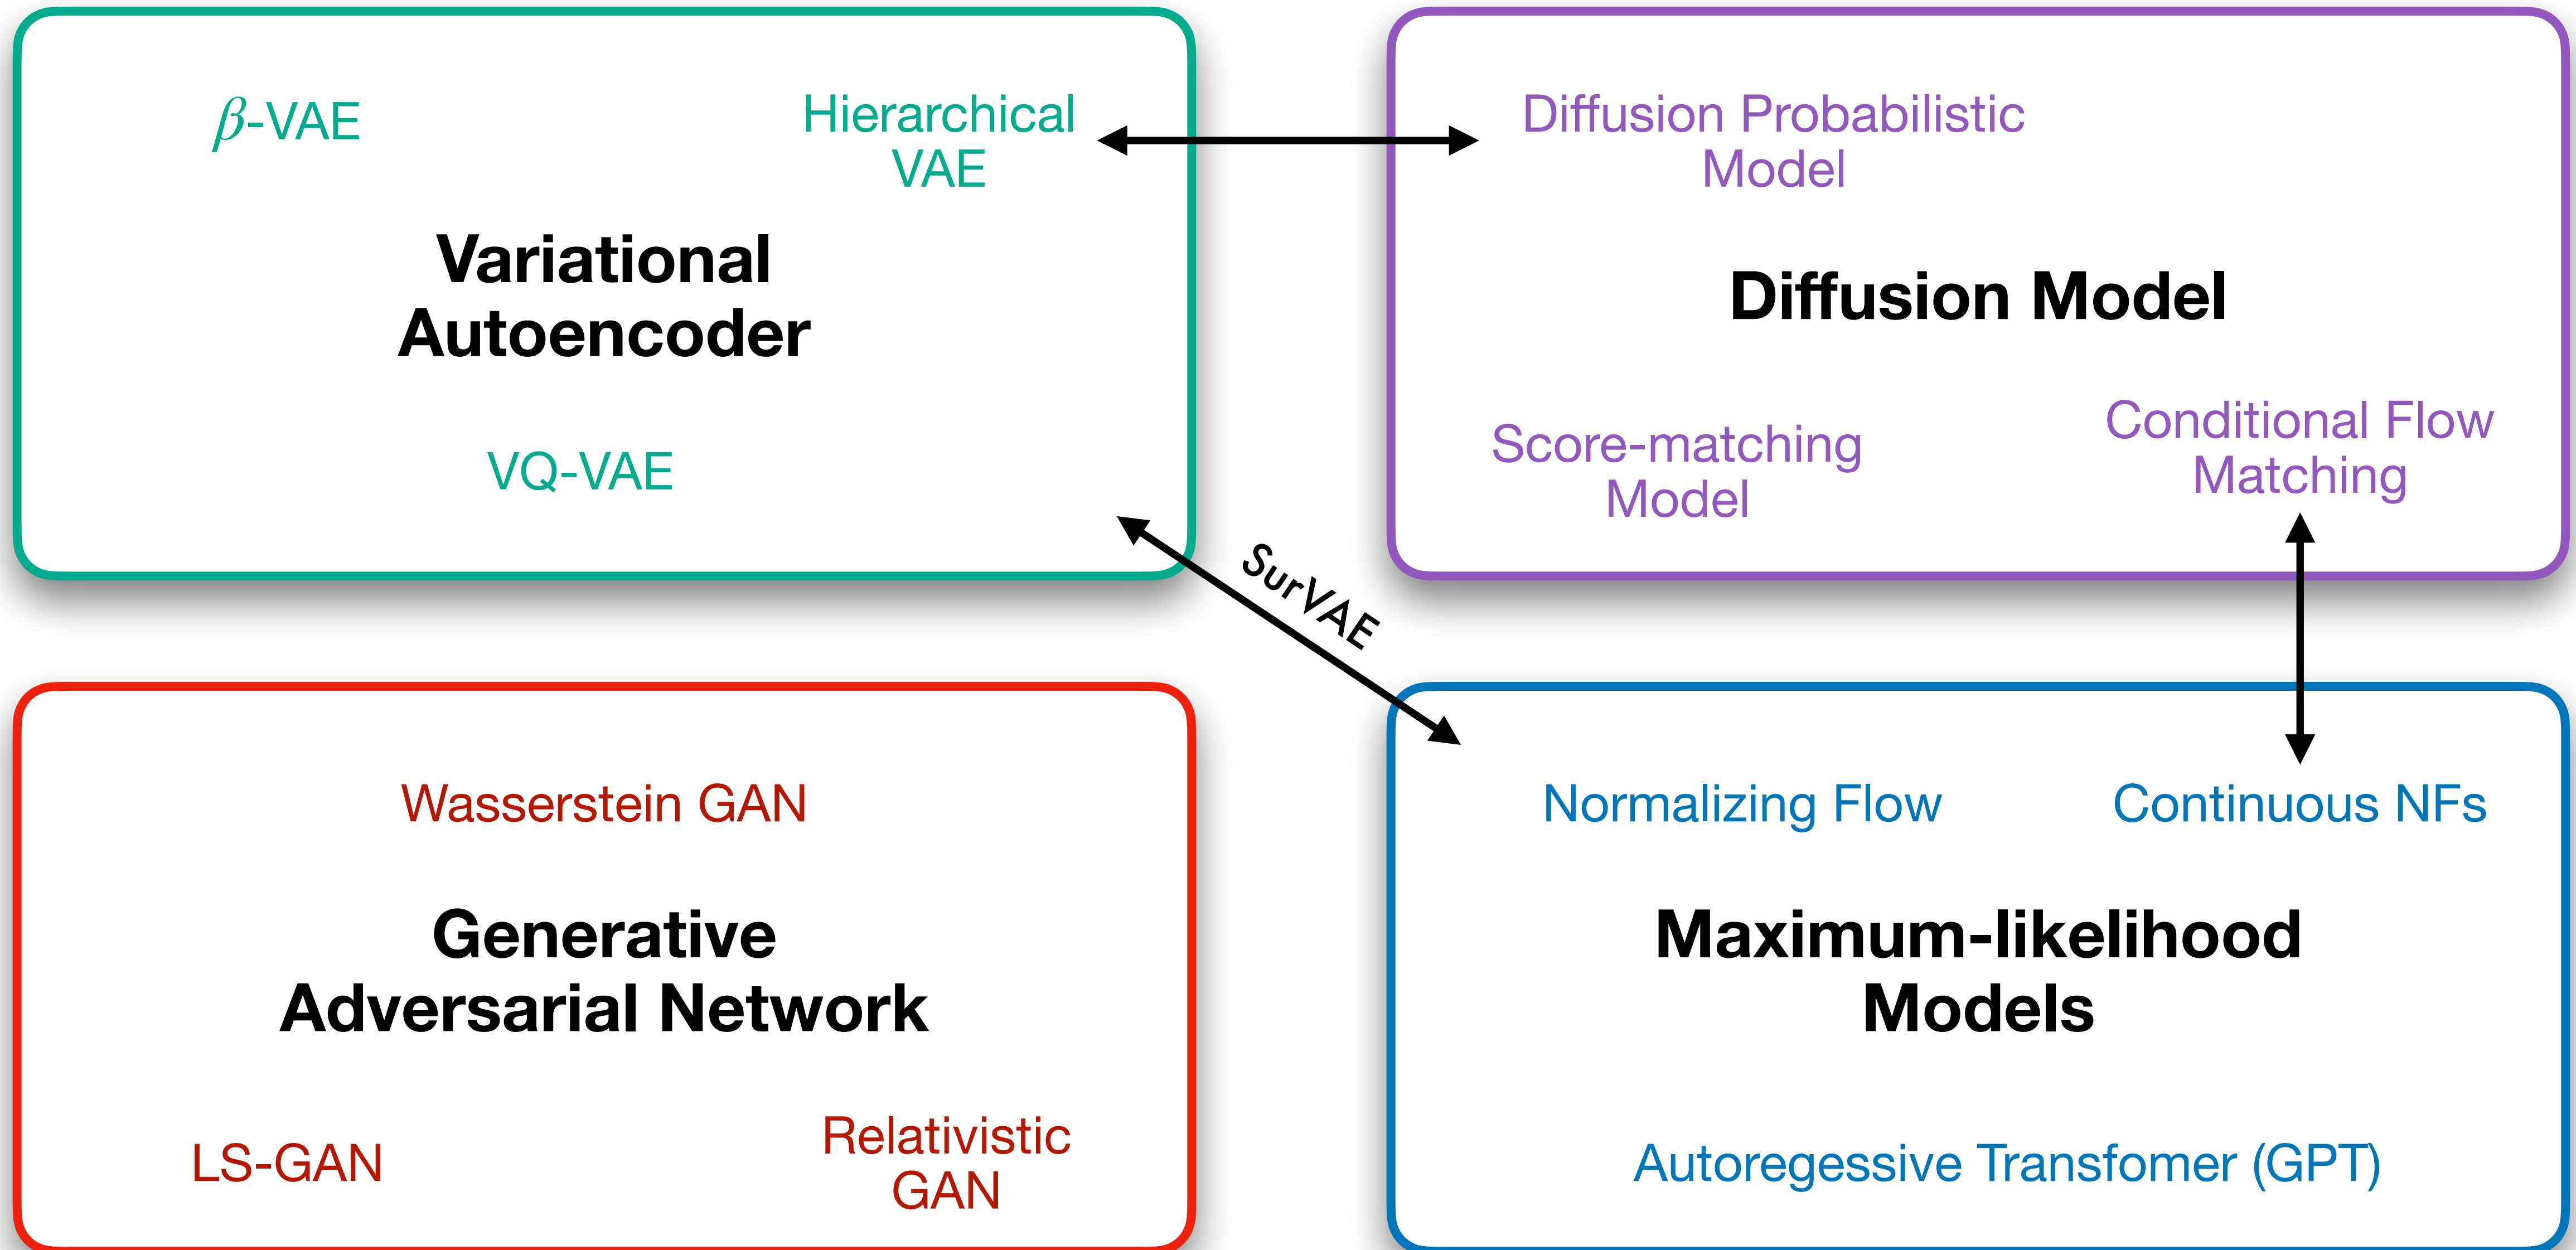 β-VAE
Hierarchical
VAE
Variational
Autoencoder
VQ-VAE
Diffusion Probabilistic
Model
Diffusion Model
Score-matching
Model
Conditional Flow
Matching
SurVAE
Wasserstein GAN
Generative
Adversarial Network
LS-GAN
Relativistic
GAN
Normalizing Flow
Continuous NFs
Maximum-likelihood
Models
Autoregessive Transfomer (GPT)